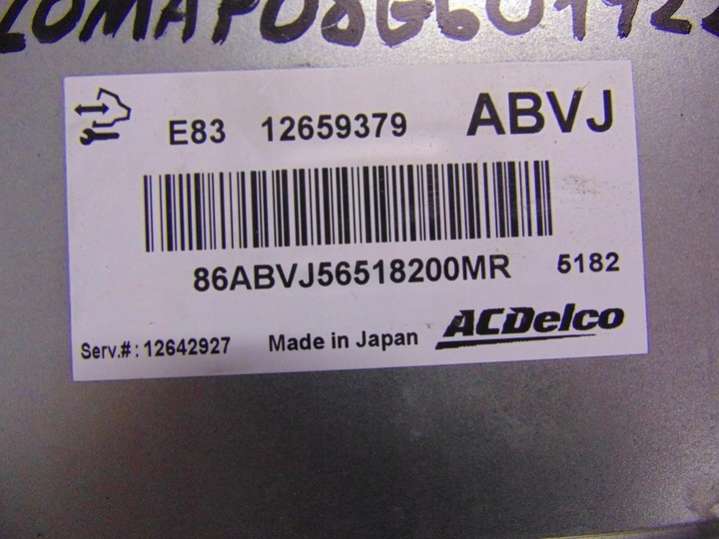 E83 12659379 ABVJ
86ABVJ56518200MR 5182
Serv.#: 12642927 Made in Japan ACDelco